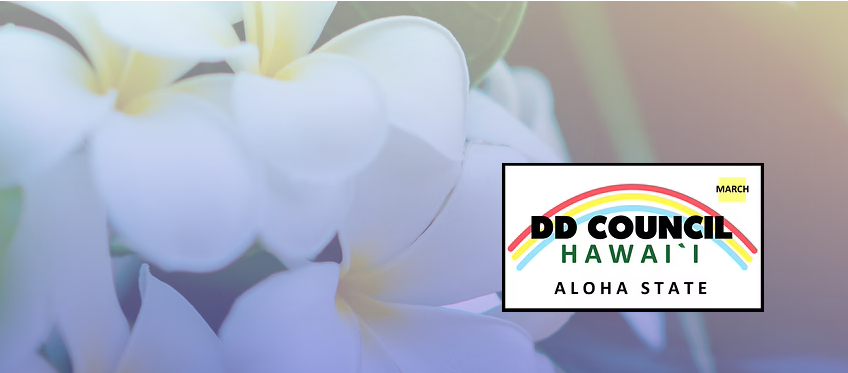 MARCH
DD COUNCIL
HAWAI`I
ALOHA STATE